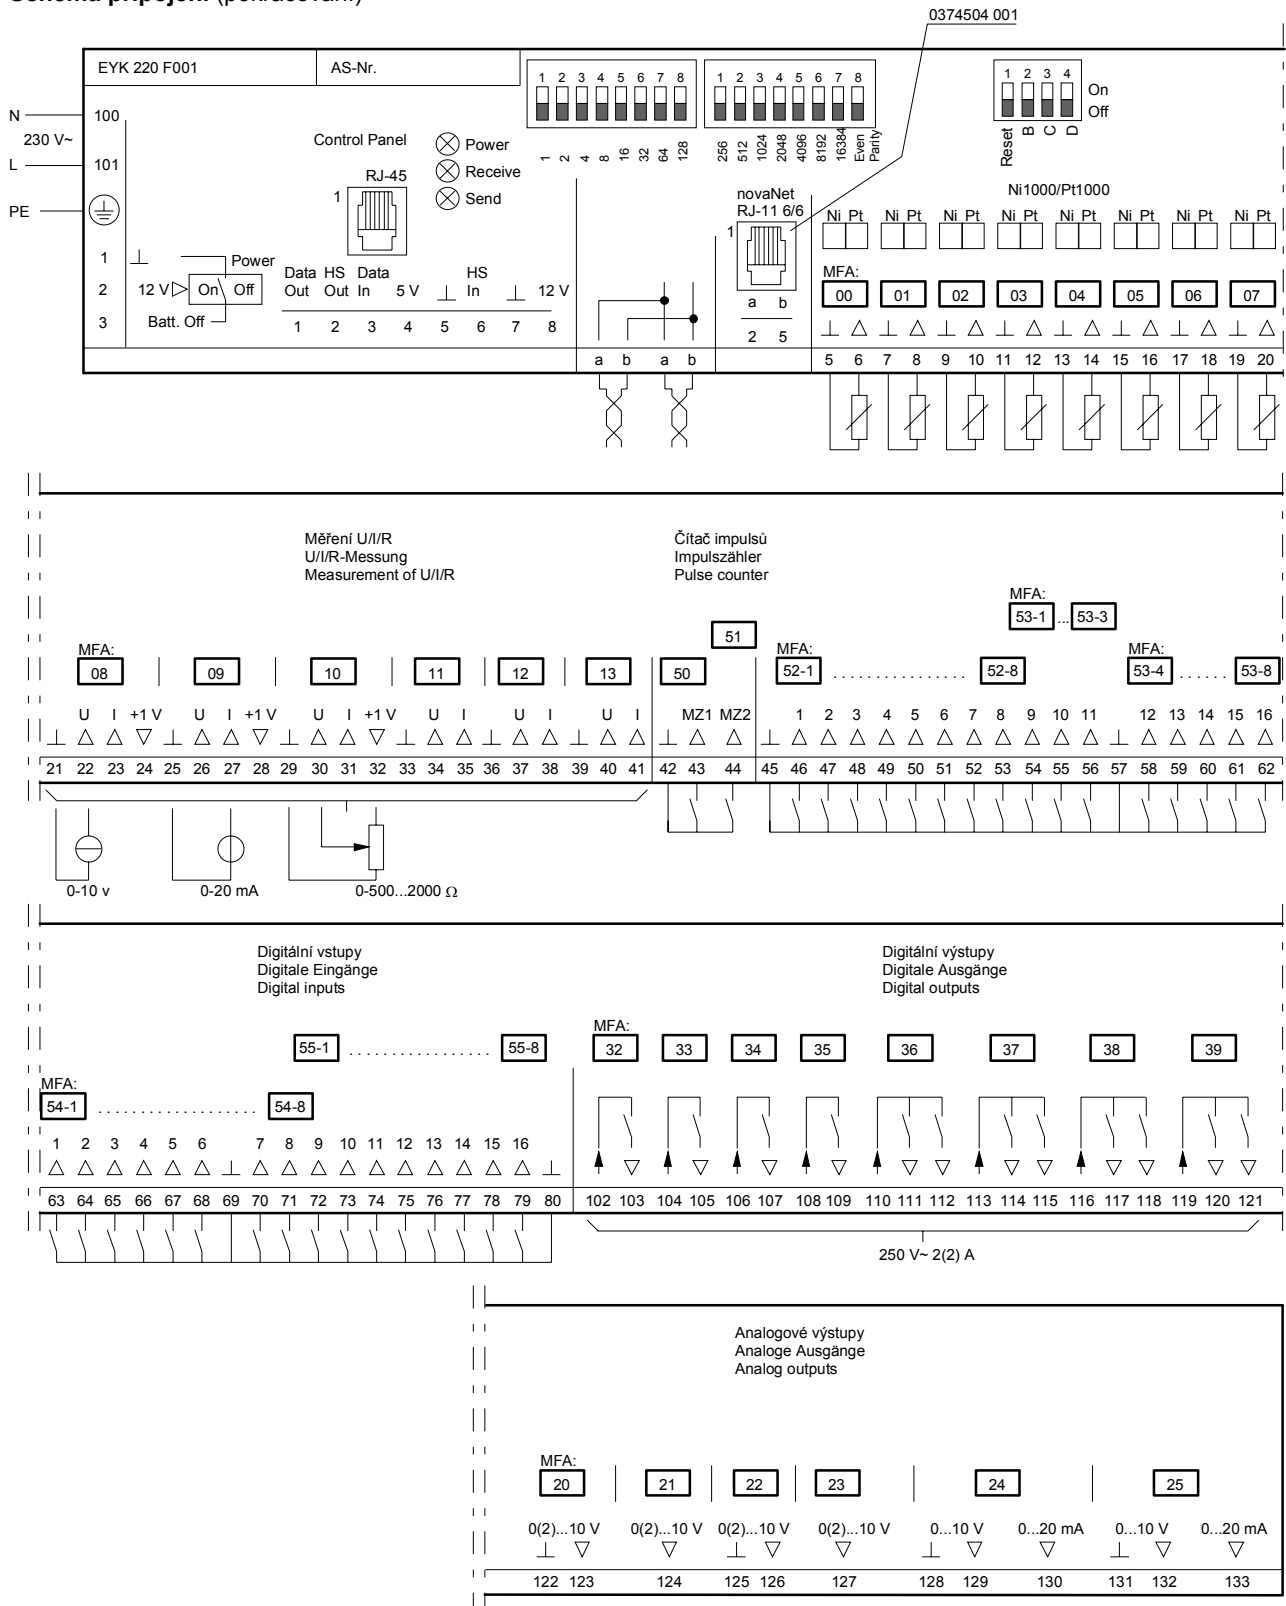 0374504 001
EYK 220 F001 AS-Nr.
1 2 3 4 5 6 7 8
1 2 3 4 5 6 7 8
1 2 3 4
On
Off
N 100
230 V~
L 101
PE
Control Panel
Power
Receive
Send
RJ-45
1
1 2 4 8 16 32 64 128
256 512 1024 2048 4096 8192 16384 Even Parity
Reset B C D
novaNet
RJ-11 6/6
1
Ni1000/Pt1000
Ni Pt Ni Pt Ni Pt Ni Pt Ni Pt Ni Pt Ni Pt Ni Pt
1 Power
2 12 V On Off
3 Batt. Off
Data Out HS Out Data In 5 V HS In 12 V
1 2 3 4 5 6 7 8
a b
2 5
MFA:
00 01 02 03 04 05 06 07
a b a b
5 6 7 8 9 10 11 12 13 14 15 16 17 18 19 20
Měření U/I/R
U/I/R-Messung
Measurement of U/I/R
Čítač impulsů
Impulszähler
Pulse counter
MFA:
53-1 ... 53-3
51
MFA:
08 09 10 11 12 13 50
MFA:
52-1 ................ 52-8
MFA:
53-4 ...... 53-8
U I +1 V U I +1 V U I +1 V U I U I U I MZ1 MZ2 1 2 3 4 5 6 7 8 9 10 11 12 13 14 15 16
21 22 23 24 25 26 27 28 29 30 31 32 33 34 35 36 37 38 39 40 41 42 43 44 45 46 47 48 49 50 51 52 53 54 55 56 57 58 59 60 61 62
0-10 v 0-20 mA 0-500...2000 Ω
Digitální vstupy
Digitale Eingänge
Digital inputs
Digitální výstupy
Digitale Ausgänge
Digital outputs
55-1 ................. 55-8
MFA:
32 33 34 35 36 37 38 39
MFA:
54-1 ................... 54-8
1 2 3 4 5 6 7 8 9 10 11 12 13 14 15 16
63 64 65 66 67 68 69 70 71 72 73 74 75 76 77 78 79 80 102 103 104 105 106 107 108 109 110 111 112 113 114 115 116 117 118 119 120 121
250 V~ 2(2) A
Analogové výstupy
Analoge Ausgänge
Analog outputs
MFA:
20 21 22 23 24 25
0(2)...10 V 0(2)...10 V 0(2)...10 V 0(2)...10 V 0...10 V 0...20 mA 0...10 V 0...20 mA
122 123 124 125 126 127 128 129 130 131 132 133